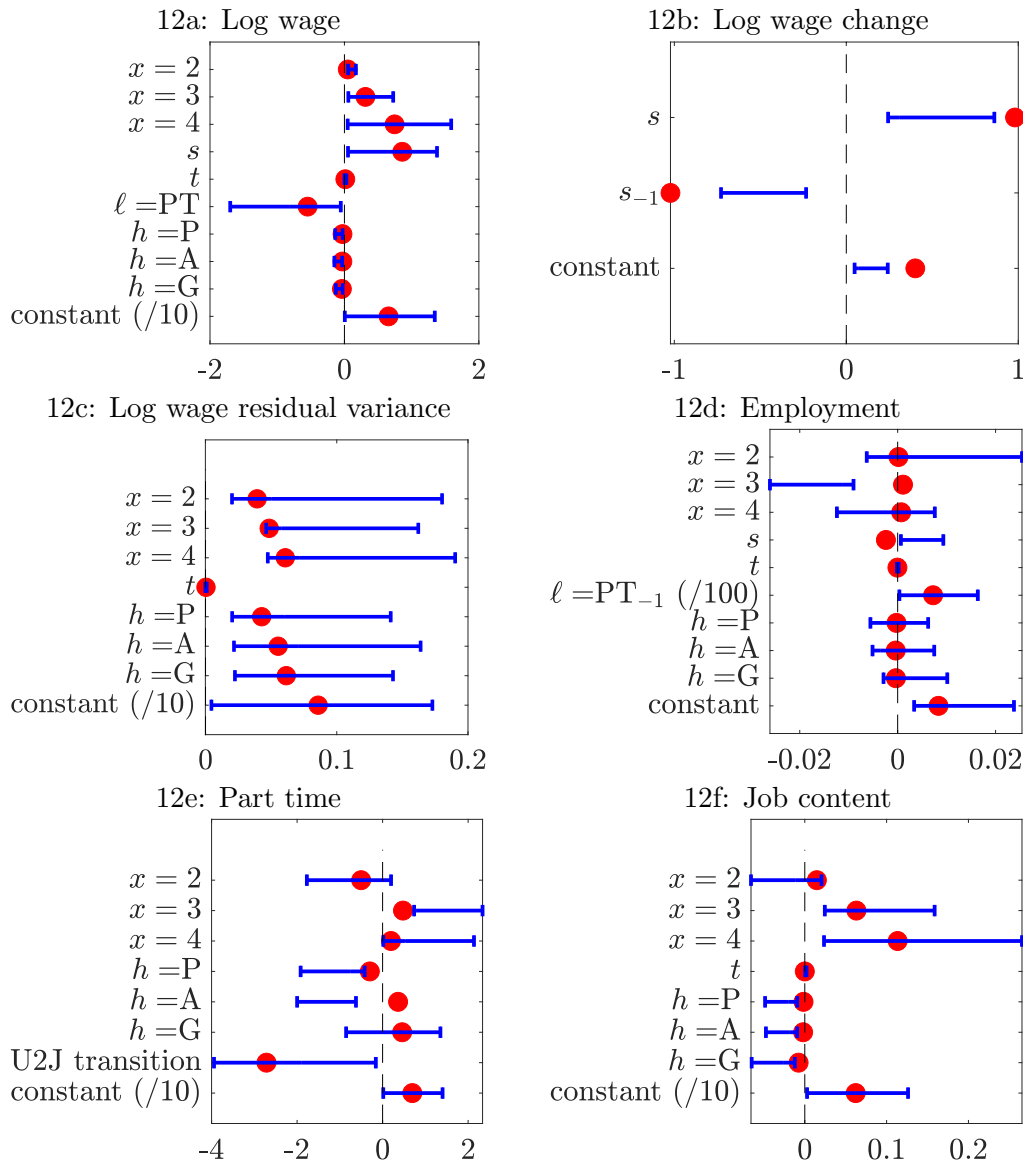 12a: Log wage
x = 2
x = 3
x = 4
s
t
ℓ =PT
h =P
h =A
h =G
constant (/10)
-2 0 2
12b: Log wage change
s
s₋₁
constant
-1 0 1
12c: Log wage residual variance
x = 2
x = 3
x = 4
t
h =P
h =A
h =G
constant (/10)
0 0.1 0.2
12d: Employment
x = 2
x = 3
x = 4
s
t
ℓ =PT₋₁ (/100)
h =P
h =A
h =G
constant
-0.02 0 0.02
12e: Part time
x = 2
x = 3
x = 4
h =P
h =A
h =G
U2J transition
constant (/10)
-4 -2 0 2
12f: Job content
x = 2
x = 3
x = 4
t
h =P
h =A
h =G
constant (/10)
0 0.1 0.2